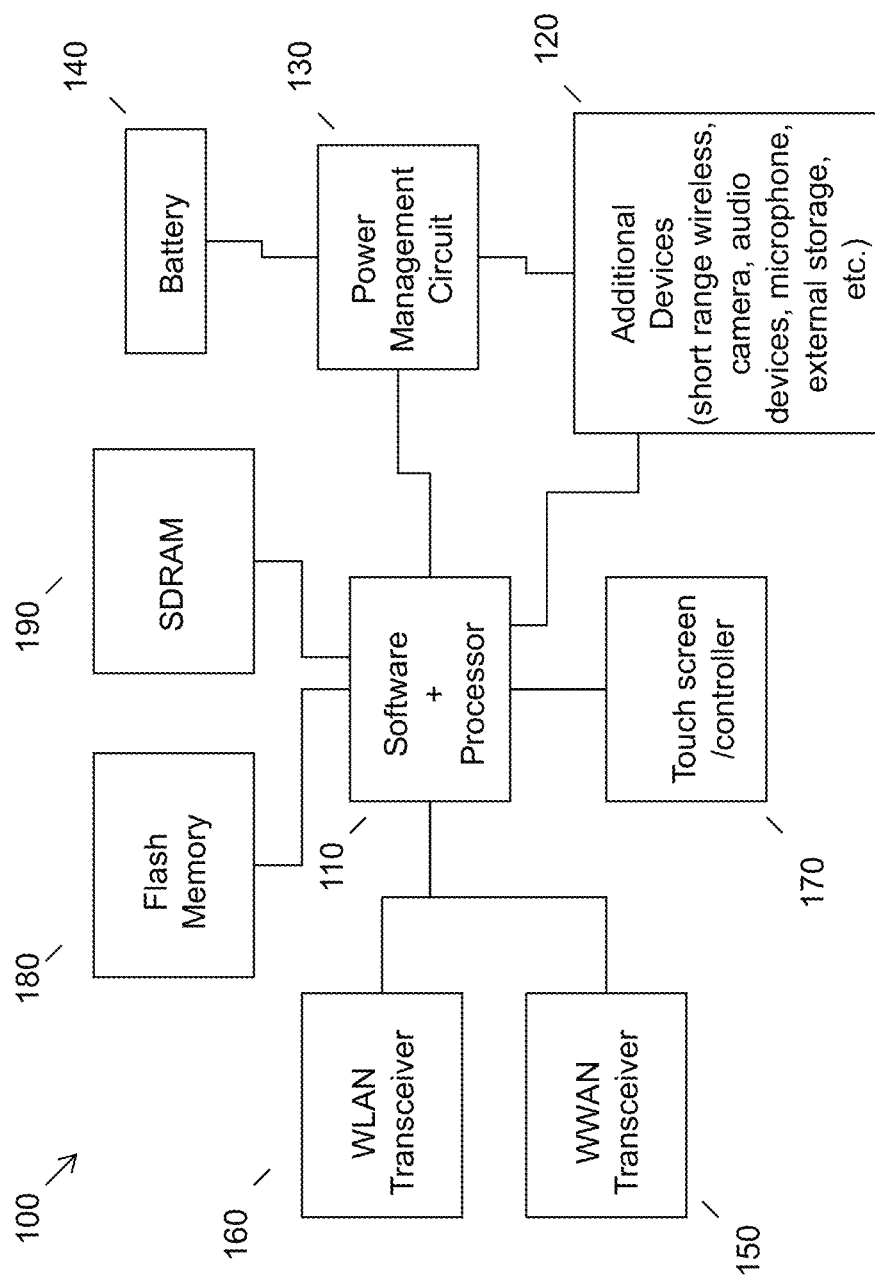 100
180
Flash
Memory
190
SDRAM
140
Battery
160
WLAN
Transceiver
110
Software
+
Processor
130
Power
Management
Circuit
150
WWAN
Transceiver
170
Touch screen
/controller
120
Additional
Devices
(short range wireless,
camera, audio
devices, microphone,
external storage,
etc.)